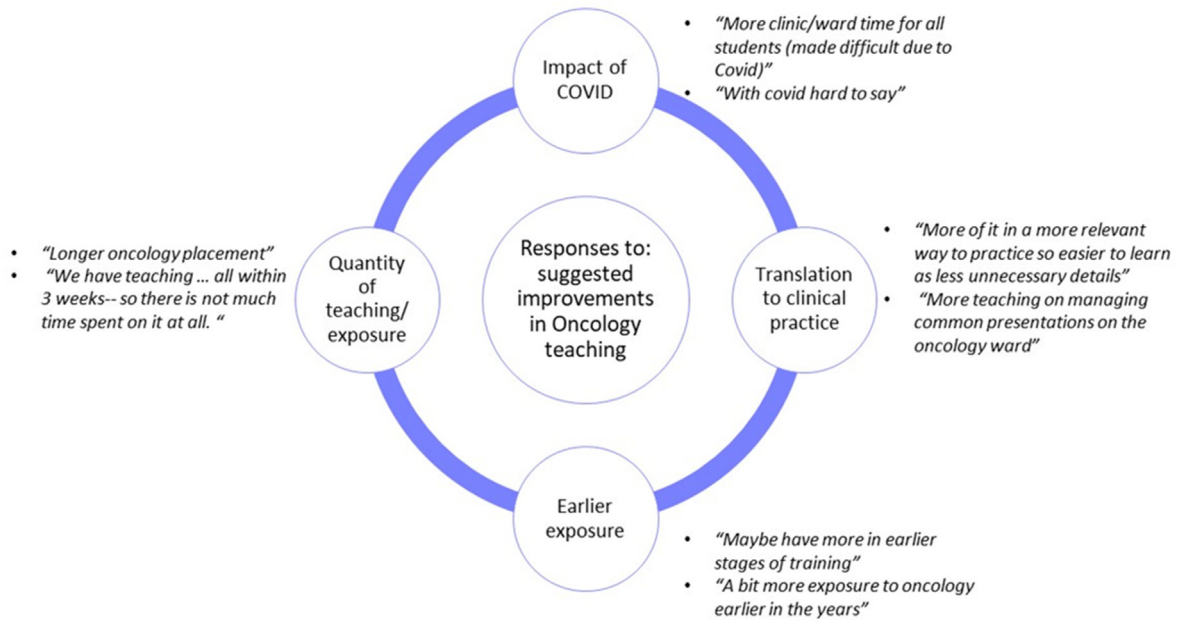 Impact of
COVID
• “More clinic/ward time for all
students (made difficult due to
Covid)”
• “With covid hard to say”
• “Longer oncology placement”
• “We have teaching ... all within
3 weeks-- so there is not much
time spent on it at all. “
Quantity
of
teaching/
exposure
Responses to:
suggested
improvements
in Oncology
teaching
Translation
to clinical
practice
• “More of it in a more relevant
way to practice so easier to learn
as less unnecessary details”
• “More teaching on managing
common presentations on the
oncology ward”
Earlier
exposure
• “Maybe have more in earlier
stages of training”
• “A bit more exposure to oncology
earlier in the years”